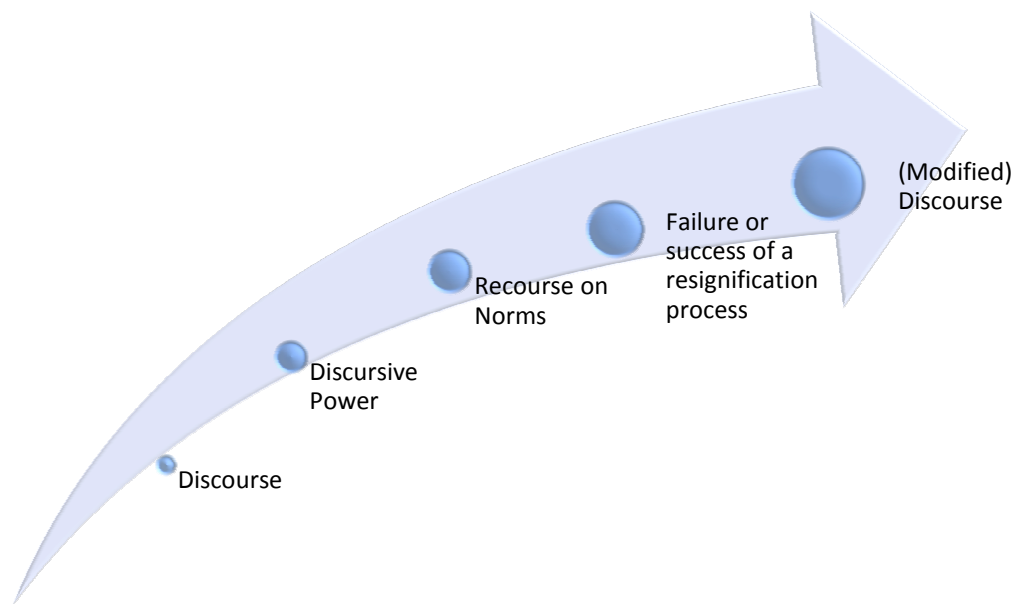 Discourse
Discursive
Power
Recourse on
Norms
Failure or
success of a
resignification
process
(Modified)
Discourse